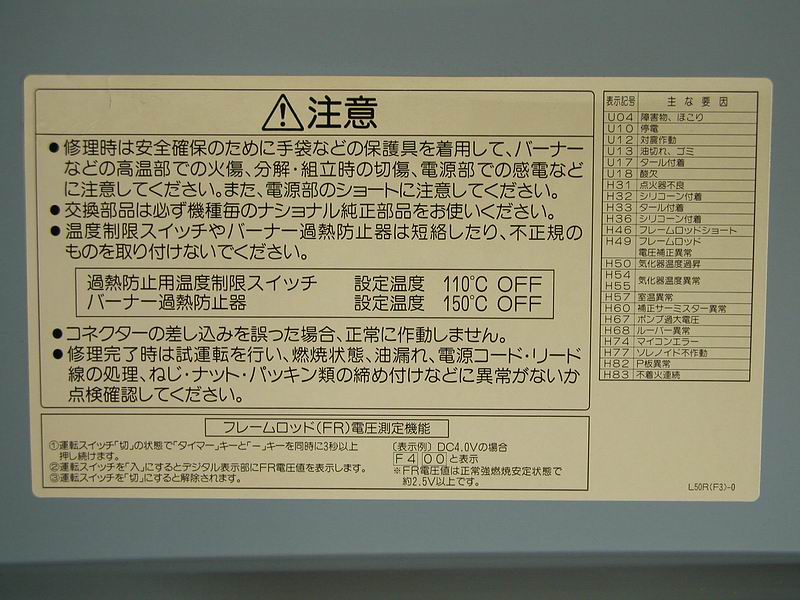 ⚠注意
●修理時は安全確保のために手袋などの保護具を着用して、バーナー
などの高温部での火傷、分解・組立時の切傷、電源部での感電など
に注意してください。また、電源部のショートに注意してください。
●交換部品は必ず機種毎のナショナル純正部品をお使いください。
●温度制限スイッチやバーナー過熱防止器は短絡したり、不正規の
ものを取り付けないでください。
過熱防止用温度制限スイッチ 設定温度 110℃ OFF
バーナー過熱防止器 設定温度 150℃ OFF
●コネクターの差し込みを誤った場合、正常に作動しません。
●修理完了時は試運転を行い、燃焼状態、油漏れ、電源コード・リード
線の処理、ねじ・ナット・パッキン類の締め付けなどに異常がないか
点検確認してください。
フレームロッド(FR)電圧測定機能
①運転スイッチ「切」の状態で「タイマー」キーと「ー」キーを同時に3秒以上
押し続けます。
②運転スイッチを「入」にするとデジタル表示部にFR電圧値を表示します。
③運転スイッチを「切」にすると解除されます。
〔表示例〕DC4.0Vの場合
F4 00 と表示
※FR電圧値は正常強燃焼安定状態で
約2.5V以上です。
表示記号 主な要因
U04 障害物、ほこり
U10 停電
U12 対震作動
U13 油切れ、ゴミ
U17 タール付着
U18 酸欠
H31 点火器不良
H32 シリコーン付着
H33 タール付着
H36 シリコーン付着
H46 フレームロッドショート
H49 フレームロッド
電圧補正異常
H50 気化器温度過昇
H54
H55 気化器温度異常
H57 室温異常
H60 補正サーミスター異常
H67 ポンプ過大電圧
H68 ルーバー異常
H74 マイコンエラー
H77 ソレノイド不作動
H82 P板異常
H83 不着火連続
L50R(F3)-0